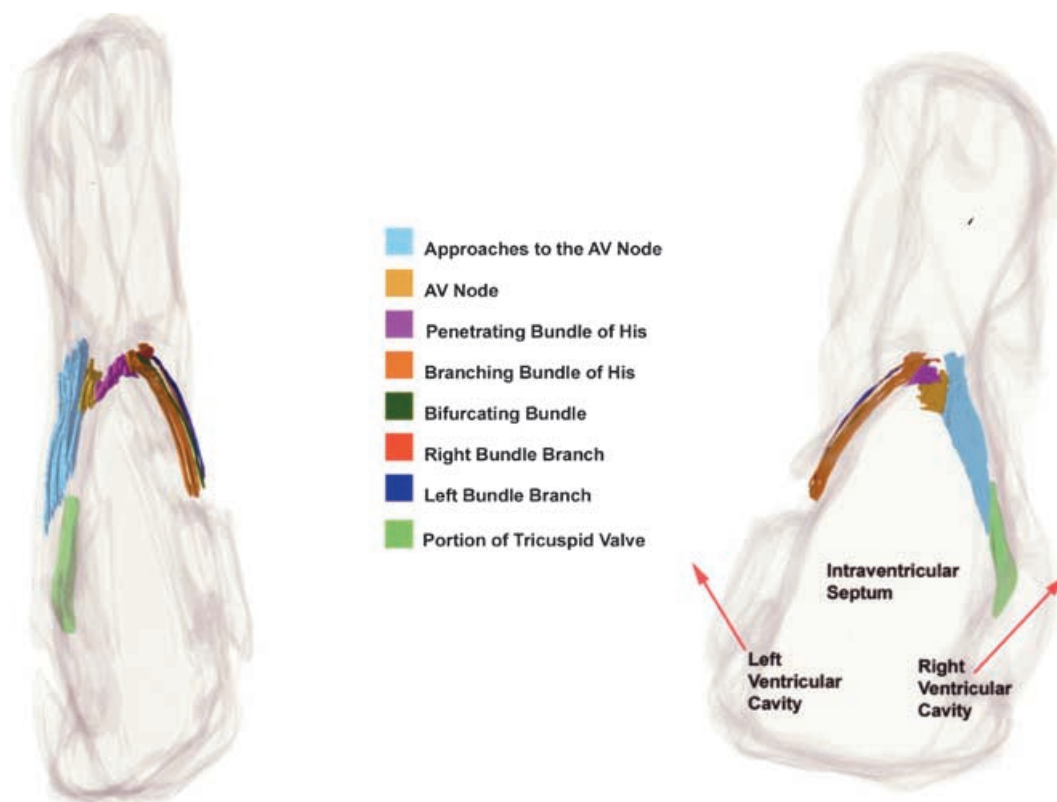 Approaches to the AV Node
AV Node
Penetrating Bundle of His
Branching Bundle of His
Bifurcating Bundle
Right Bundle Branch
Left Bundle Branch
Portion of Tricuspid Valve
Intraventricular
Septum
Left
Ventricular
Cavity
Right
Ventricular
Cavity